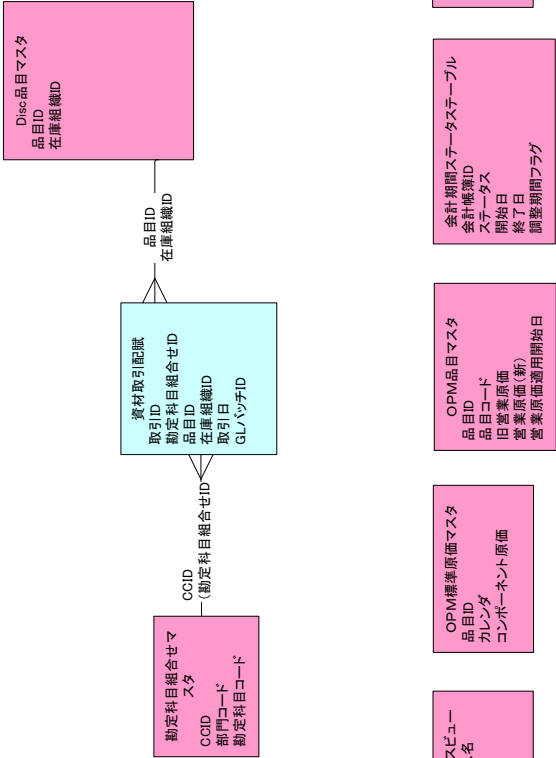 Disc品目マスタ
品目ID
在庫組織ID
品目ID
在庫組織ID
資材取引配賦
取引ID
勘定科目組合せID
品目ID
在庫組織ID
取引日
GLバッチID
CCID
(勘定科目組合せID
勘定科目組合せマ
スタ
CCID
部門コード
勘定科目コード
会計期間ステータステーブル
会計帳簿ID
ステータス
開始日
終了日
調整期間フラグ
OPM品目マスタ
品目ID
品目コード
旧営業原価
営業原価(新)
営業原価適用開始日
OPM標準原価マスタ
品目ID
カレンダ
コンポーネント原価
スビュー
名